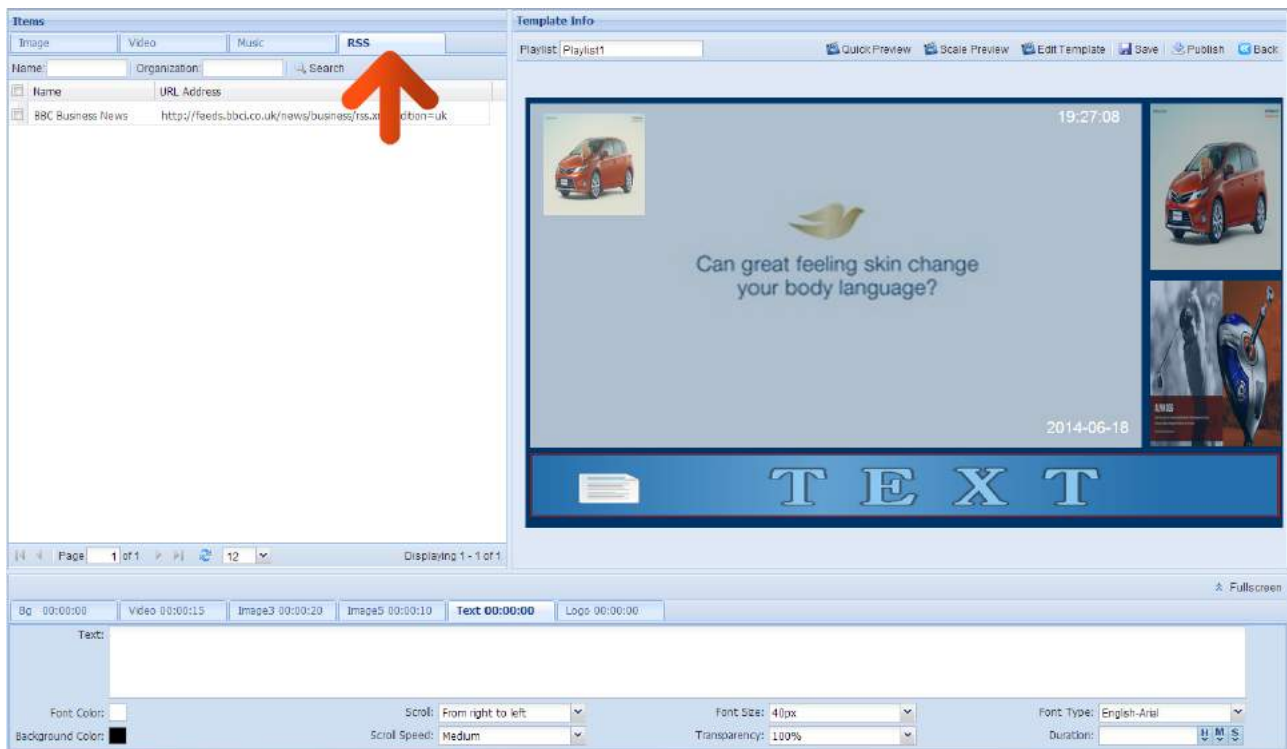 Items
Image Video Music RSS
Name: Organization: Search
Name URL Address
BBC Business News http://feeds.bbci.co.uk/news/business/rss.xm dition=uk
Page 1 of 1 12 Displaying 1 - 1 of 1
Template Info
Playlist: Playlist1 Quick Preview Scale Preview Edit Template Save Publish Back
19:27:08
Can great feeling skin change
your body language?
2014-06-18
TEXT
Fullscreen
Bg 00:00:00 Video 00:00:15 Image3 00:00:20 Image5 00:00:10 Text 00:00:00 Logo 00:00:00
Text:
Font Color: Scroll: From right to left Font Size: 40px Font Type: English-Arial
Background Color: Scroll Speed: Medium Transparency: 100% Duration: H M S